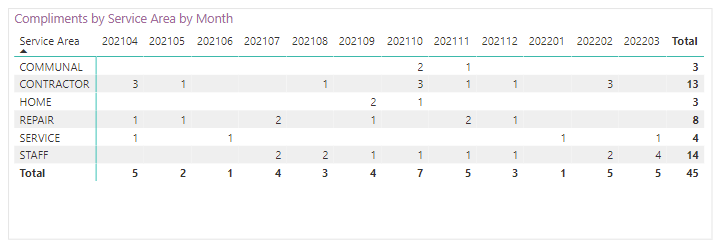 Compliments by Service Area by Month
Service Area 202104 202105 202106 202107 202108 202109 202110 202111 202112 202201 202202 202203 Total
COMMUNAL 2 1 3
CONTRACTOR 3 1 1 3 1 1 3 13
HOME 2 1 3
REPAIR 1 1 2 1 2 1 8
SERVICE 1 1 1 1 4
STAFF 2 2 1 1 1 1 2 4 14
Total 5 2 1 4 3 4 7 5 3 1 5 5 45